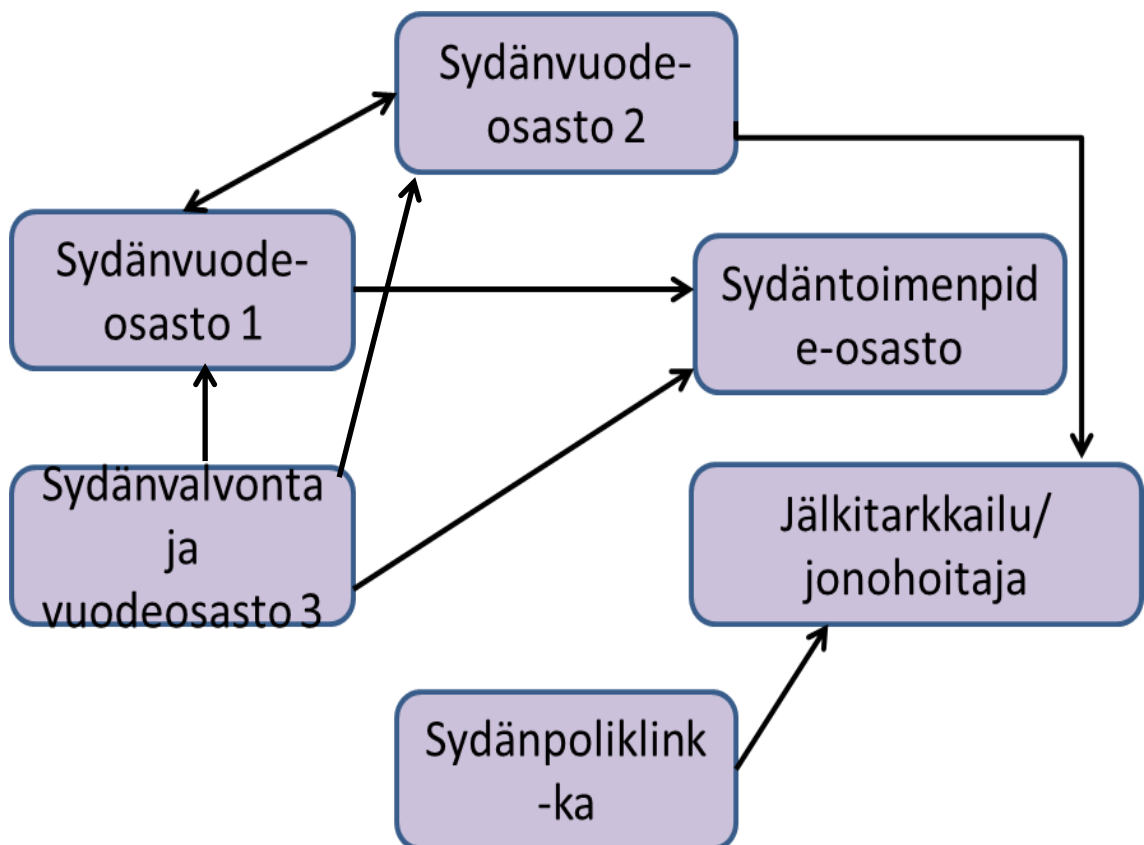 Sydänvuode-
osasto 2
Sydänvuode-
osasto 1
Sydäntoimenpid
e-osasto
Sydänvalvonta
ja
vuodeosasto 3
Jälkitarkkailu/
jonohoitaja
Sydänpoliklink
-ka